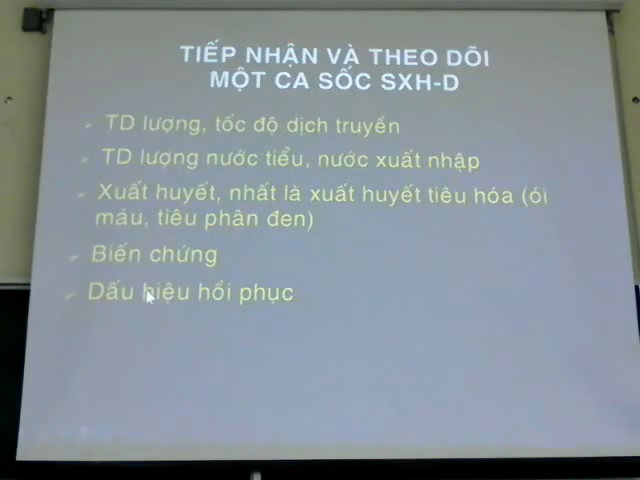 TIẾP NHẬN VÀ THEO DÕI
MỘT CA SỐC SXH-D
TD lượng, tốc độ dịch truyền
TD lượng nước tiểu, nước xuất nhập
Xuất huyết, nhất là xuất huyết tiêu hóa (ói
máu, tiêu phân đen)
Biến chứng
Dấu hiệu hồi phục